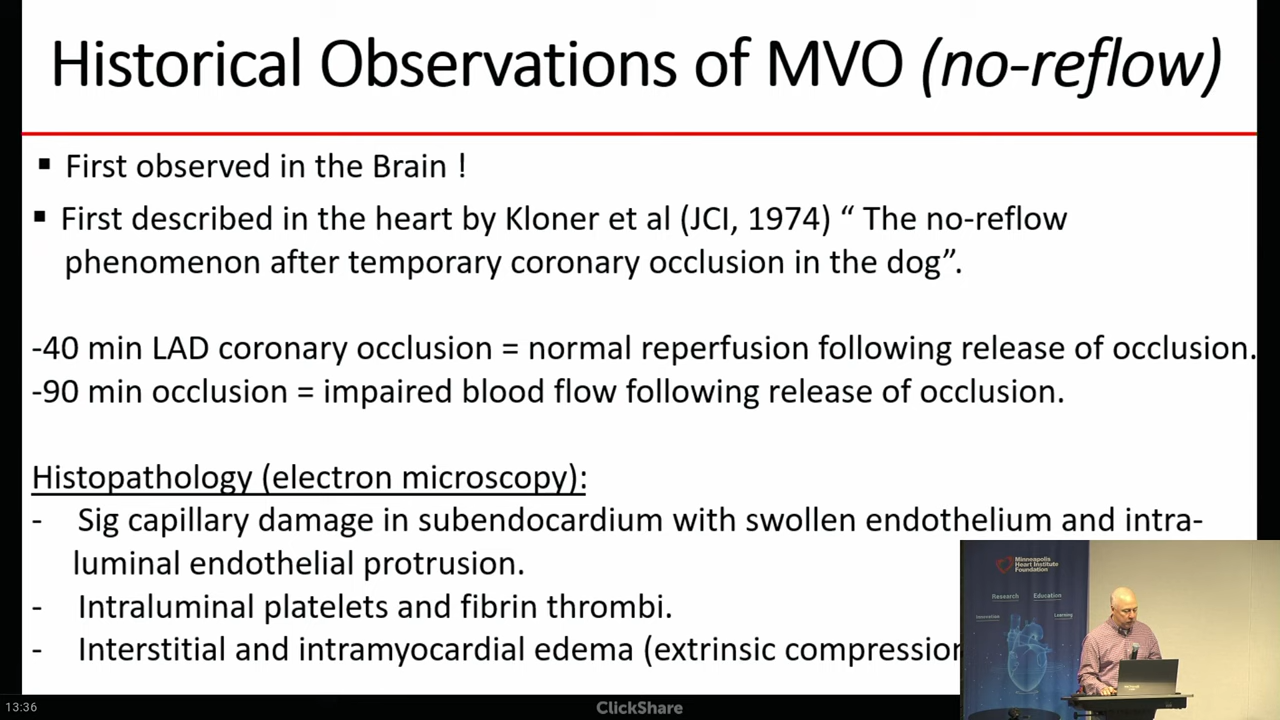 Historical Observations of MVO (no-reflow)
▪ First observed in the Brain !
▪ First described in the heart by Kloner et al (JCI, 1974) “ The no-reflow
phenomenon after temporary coronary occlusion in the dog”.
-40 min LAD coronary occlusion = normal reperfusion following release of occlusion.
-90 min occlusion = impaired blood flow following release of occlusion.
Histopathology (electron microscopy):
- Sig capillary damage in subendocardium with swollen endothelium and intra-
luminal endothelial protrusion.
- Intraluminal platelets and fibrin thrombi.
- Interstitial and intramyocardial edema (extrinsic compression
Minneapolis
Heart Institute
Foundation
Research Education
Innovation Learning
13:36
ClickShare